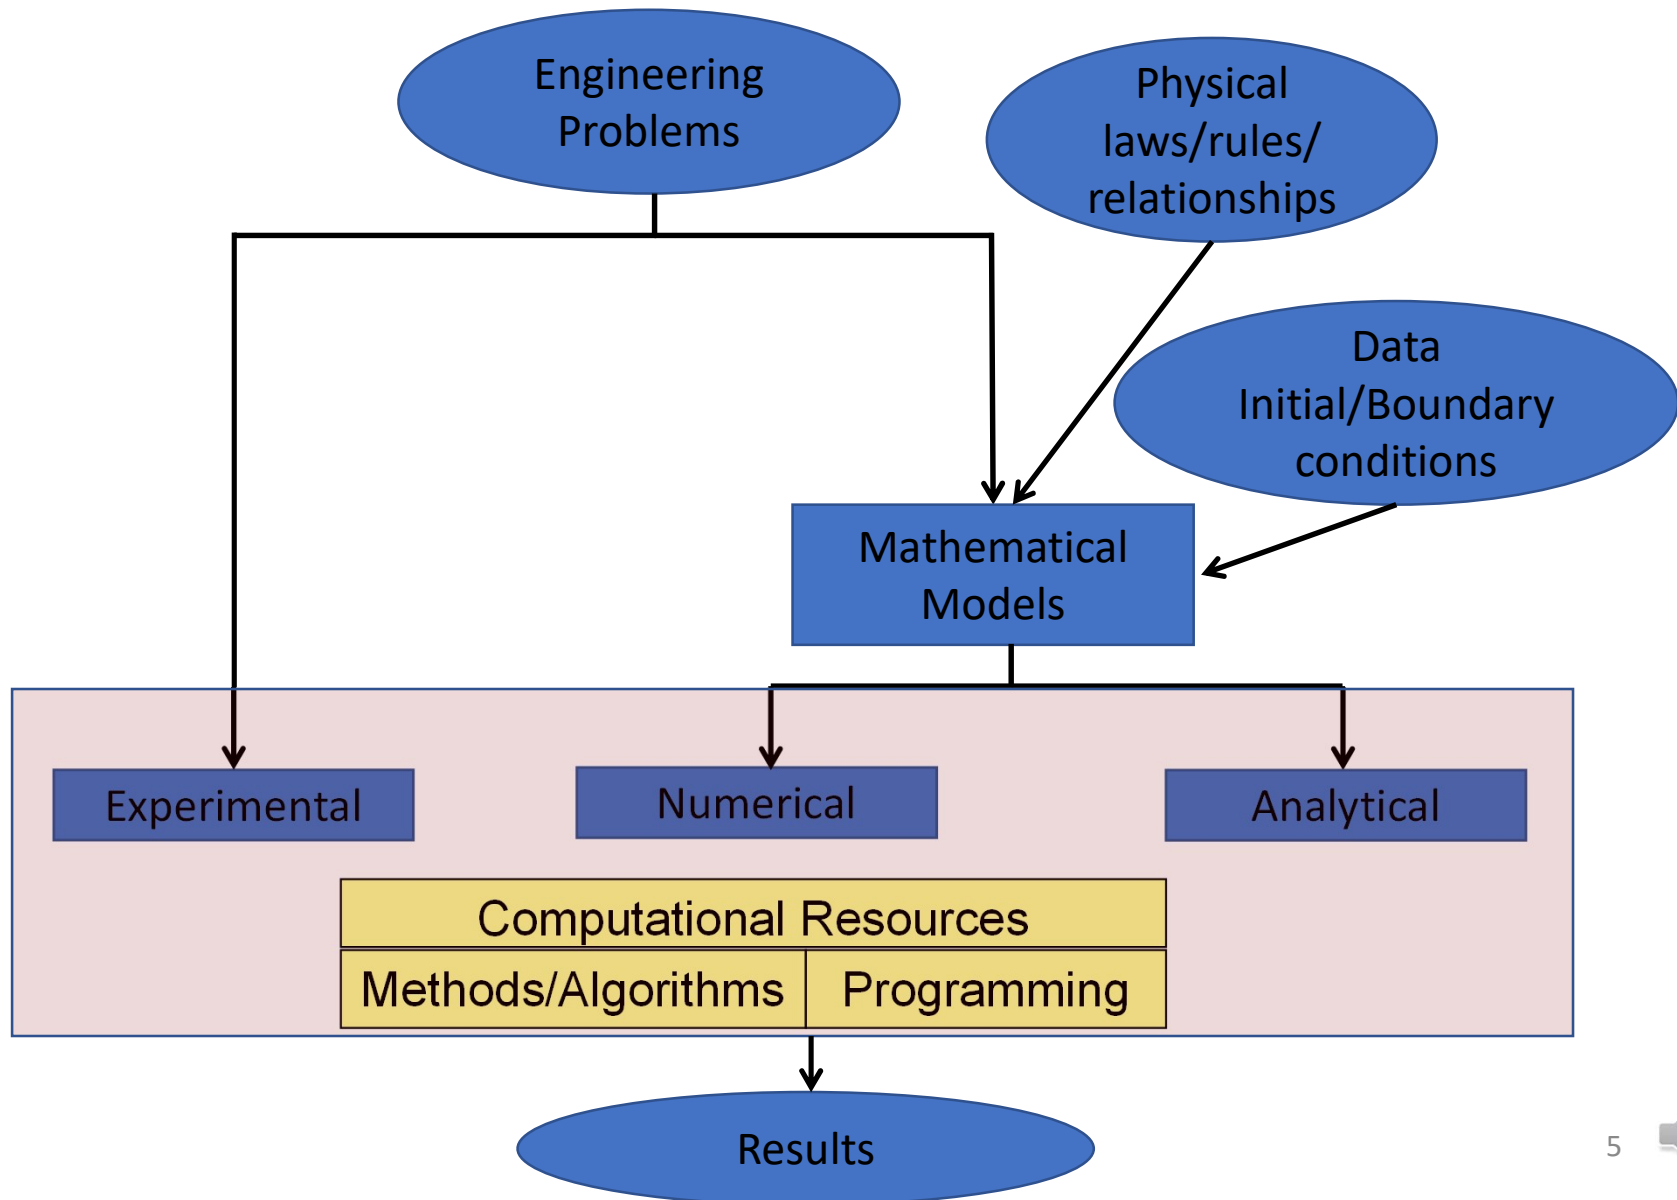 Engineering
Problems
Physical
laws/rules/
relationships
Data
Initial/Boundary
conditions
Mathematical
Models
Experimental
Numerical
Analytical
Computational Resources
Methods/Algorithms
Programming
Results
5